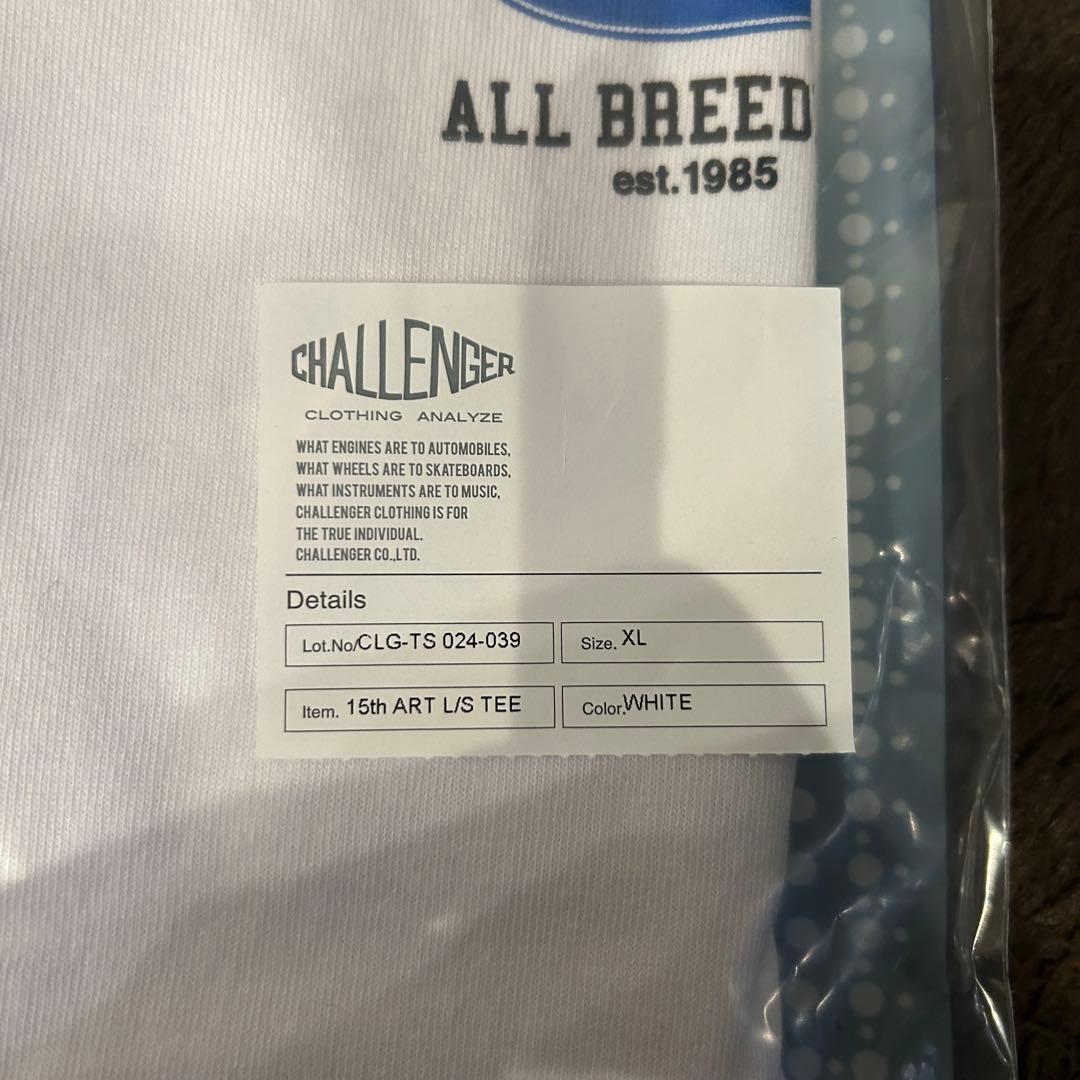 ALL BREED
est.1985
CHALLENGER
CLOTHING ANALYZE
WHAT ENGINES ARE TO AUTOMOBILES,
WHAT WHEELS ARE TO SKATEBOARDS,
WHAT INSTRUMENTS ARE TO MUSIC,
CHALLENGER CLOTHING IS FOR
THE TRUE INDIVIDUAL.
CHALLENGER CO.,LTD.
Details
Lot.No/CLG-TS 024-039
Size. XL
Item. 15th ART L/S TEE
Color.WHITE